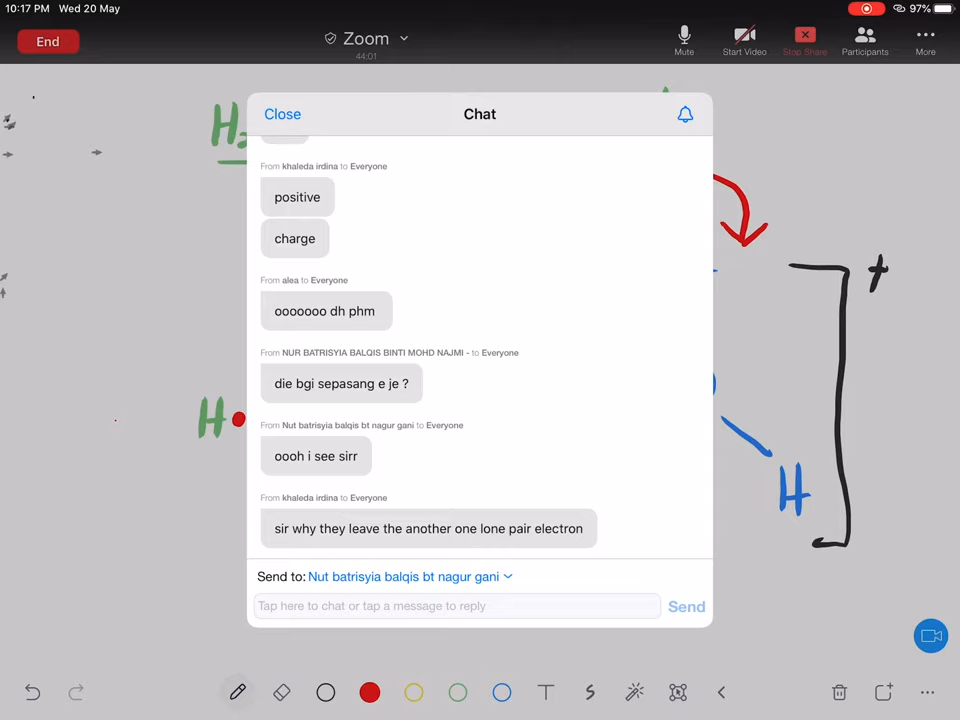 10:17 PM Wed 20 May
97%
End
Zoom
44:01
Mute
Start Video
Stop Share
Participants
More
Close
Chat
From khaleda irdina to Everyone
positive
charge
From alea to Everyone
ooooooo dh phm
From NUR BATRISYIA BALQIS BINTI MOHD NAJMI - to Everyone
die bgi sepasang e je ?
From Nut batrisyia balqis bt nagur gani to Everyone
oooh i see sirr
From khaleda irdina to Everyone
sir why they leave the another one lone pair electron
Send to: Nut batrisyia balqis bt nagur gani
Tap here to chat or tap a message to reply
Send
H₂
+
H
H
T